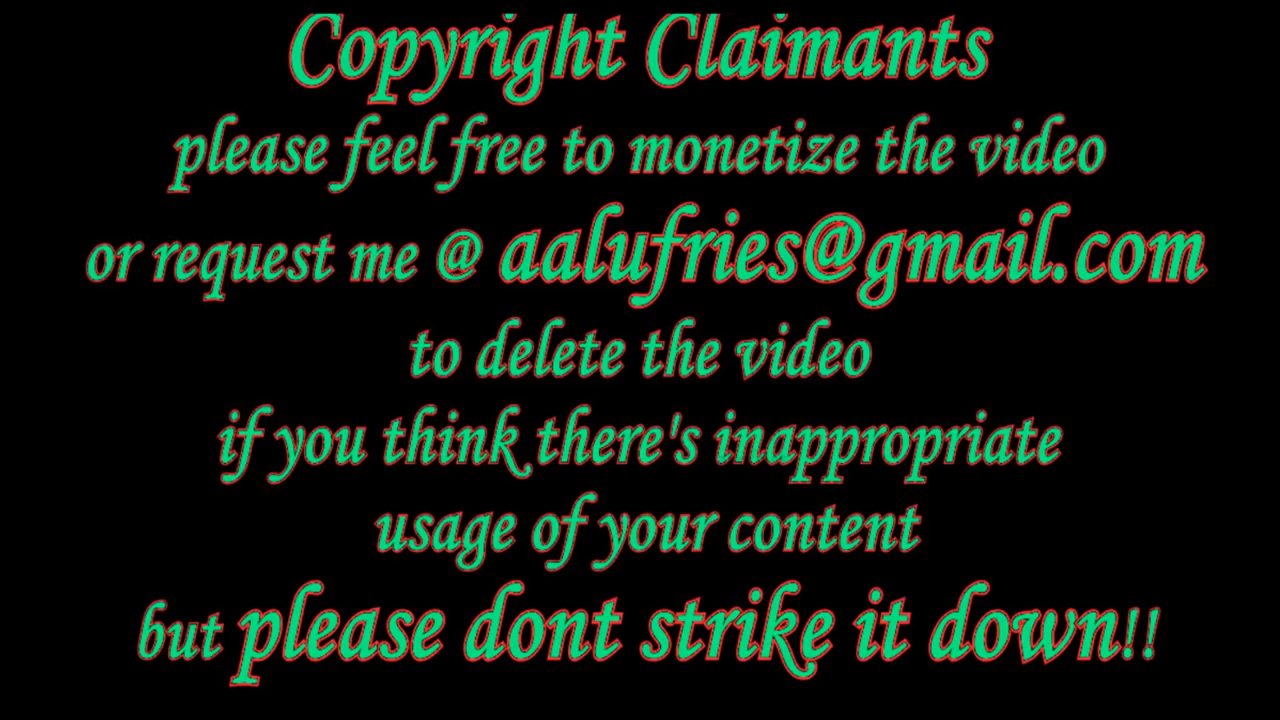 Copyright Claimants
please feel free to monetize the video
or request me @ aalufries@gmail.com
to delete the video
if you think there's inappropriate
usage of your content
but please dont strike it down!!